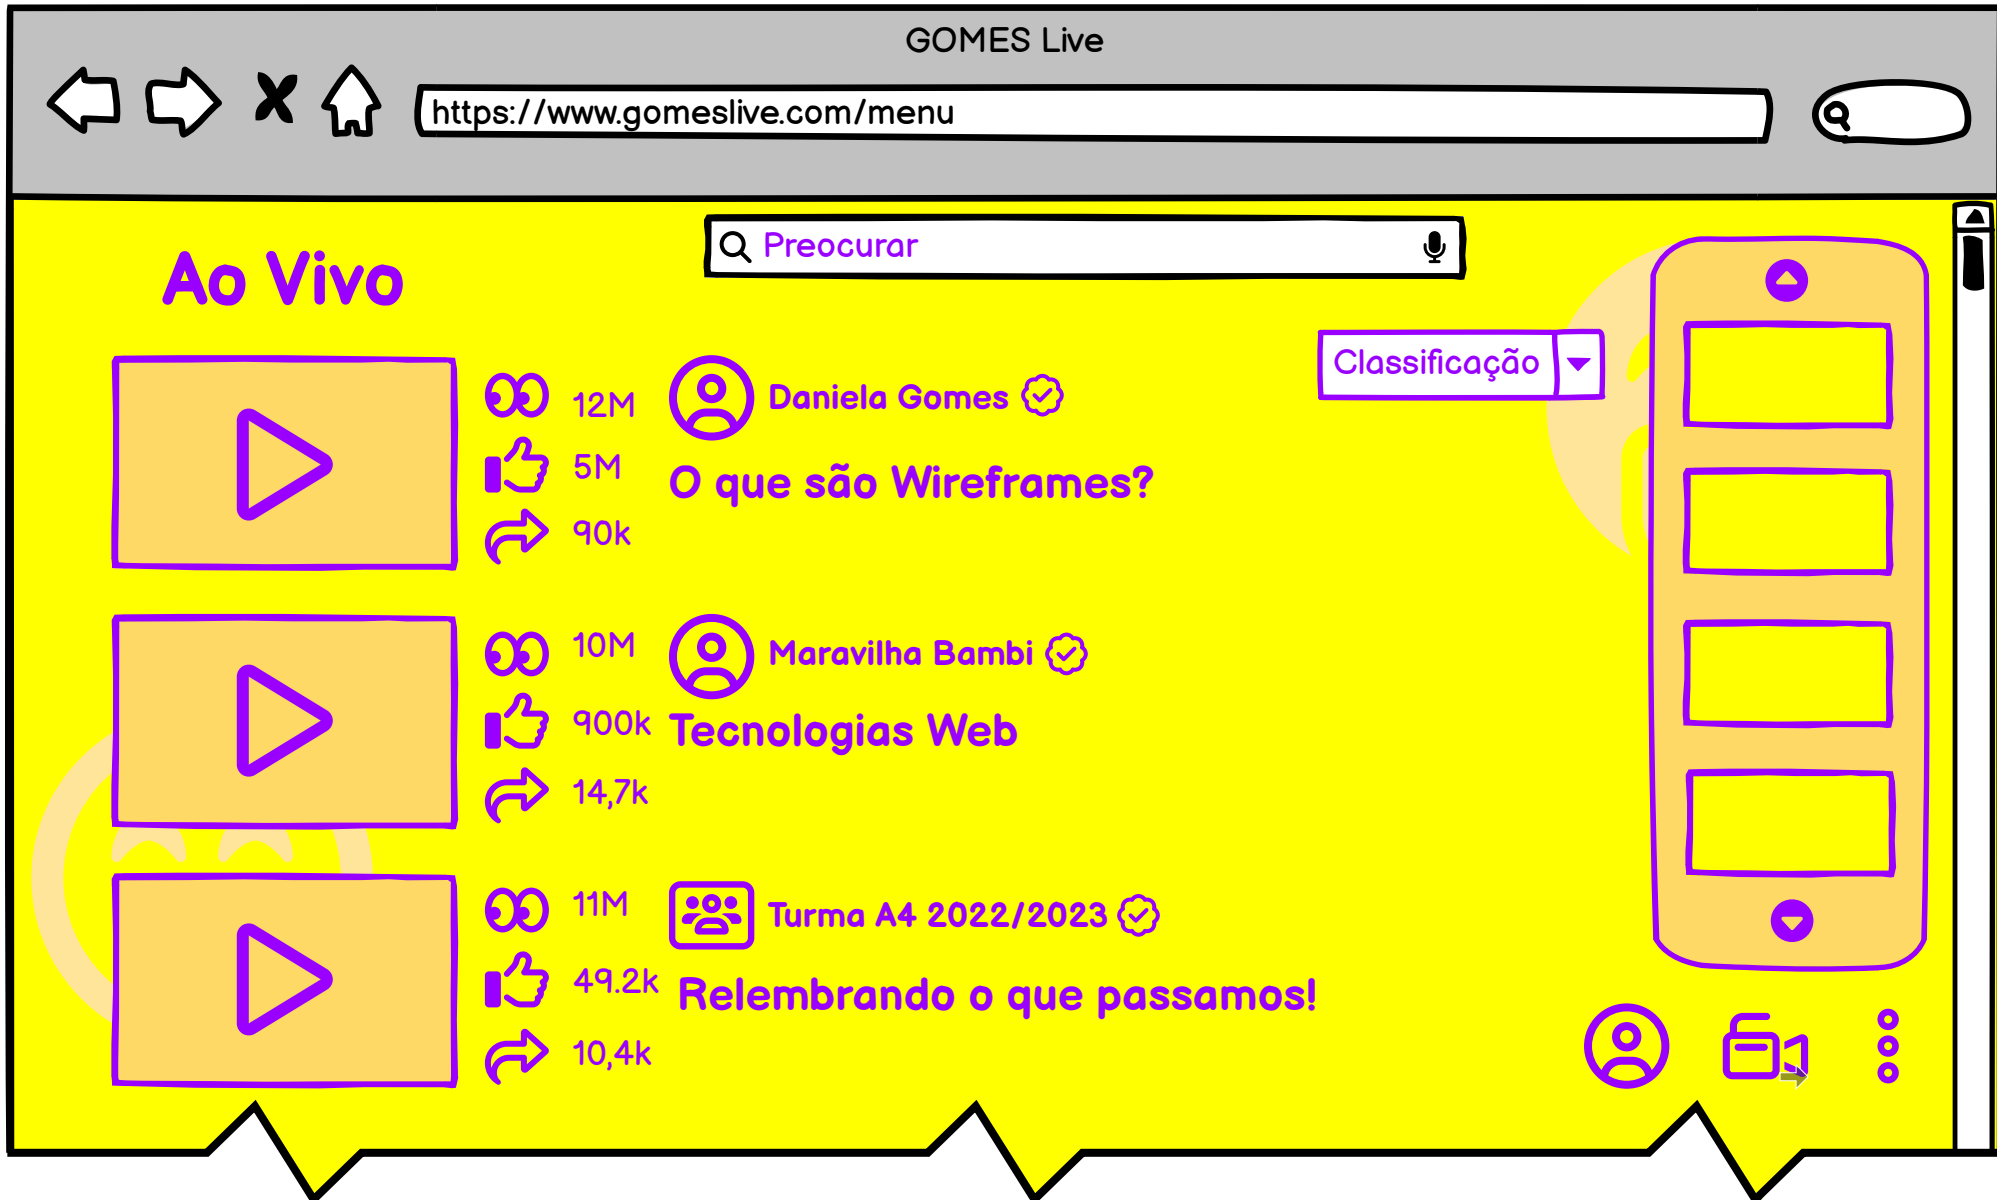 GOMES Live
https://www.gomeslive.com/menu
Preocurar
Ao Vivo
Classificação
12M
Daniela Gomes
5M
O que são Wireframes?
90k
10M
Maravilha Bambi
900k
Tecnologias Web
14,7k
11M
Turma A4 2022/2023
49.2k
Relembrando o que passamos!
10,4k